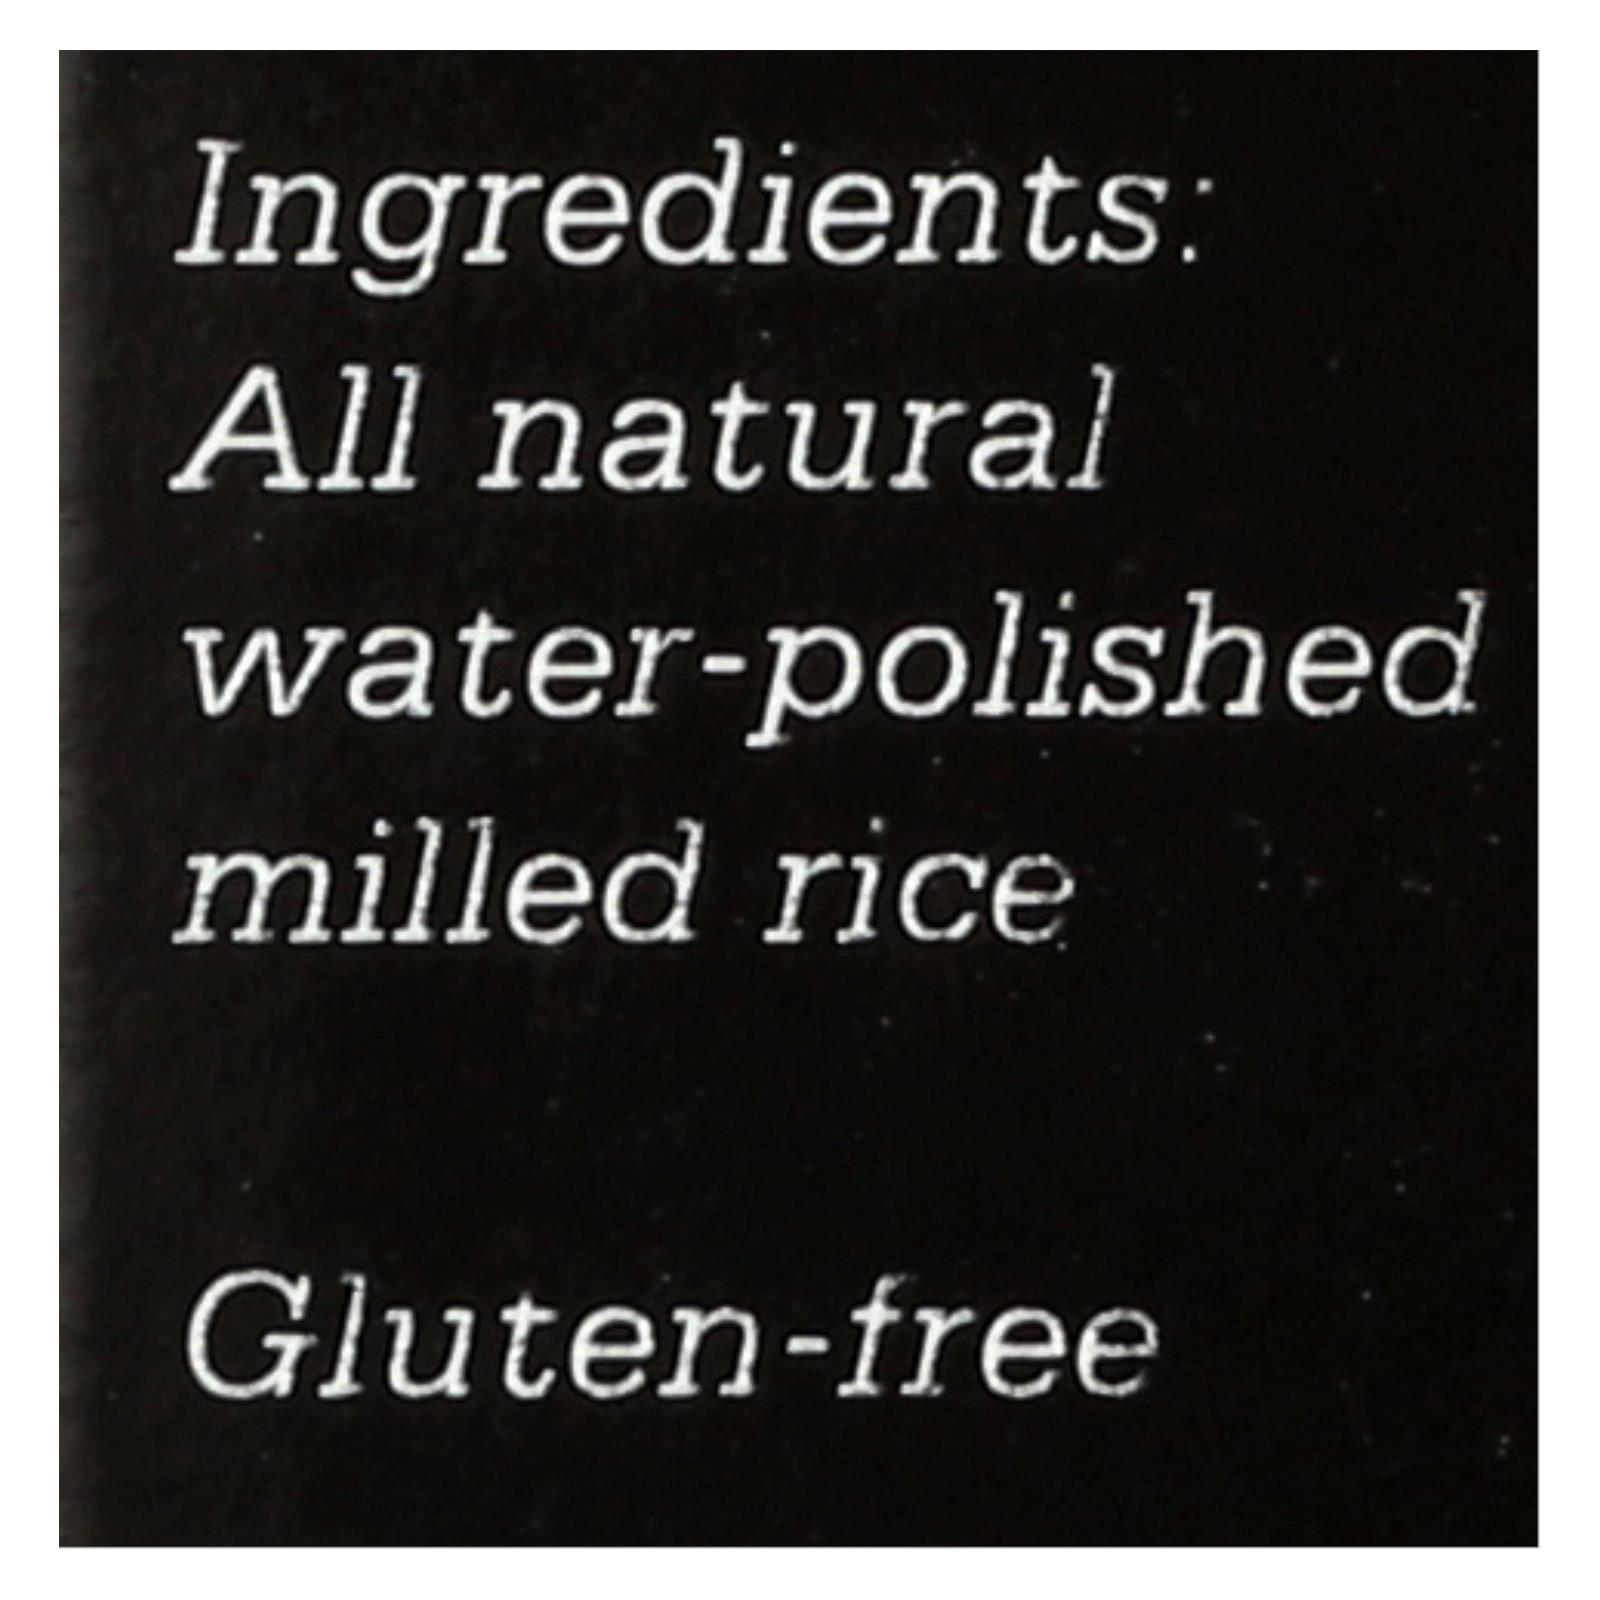 Ingredients:
All natural
water-polished
milled rice
Gluten-free